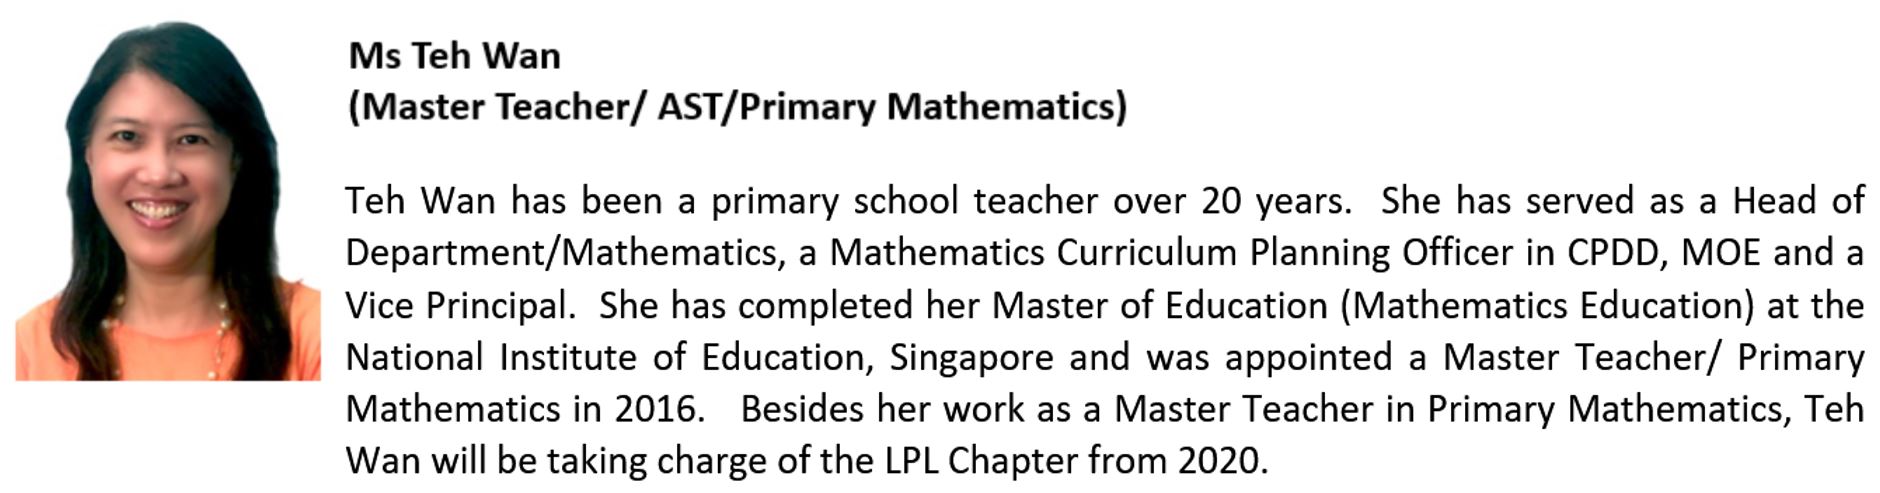 Ms Teh Wan
(Master Teacher/ AST/Primary Mathematics)
Teh Wan has been a primary school teacher over 20 years. She has served as a Head of
Department/Mathematics, a Mathematics Curriculum Planning Officer in CPDD, MOE and a
Vice Principal. She has completed her Master of Education (Mathematics Education) at the
National Institute of Education, Singapore and was appointed a Master Teacher/ Primary
Mathematics in 2016. Besides her work as a Master Teacher in Primary Mathematics, Teh
Wan will be taking charge of the LPL Chapter from 2020.